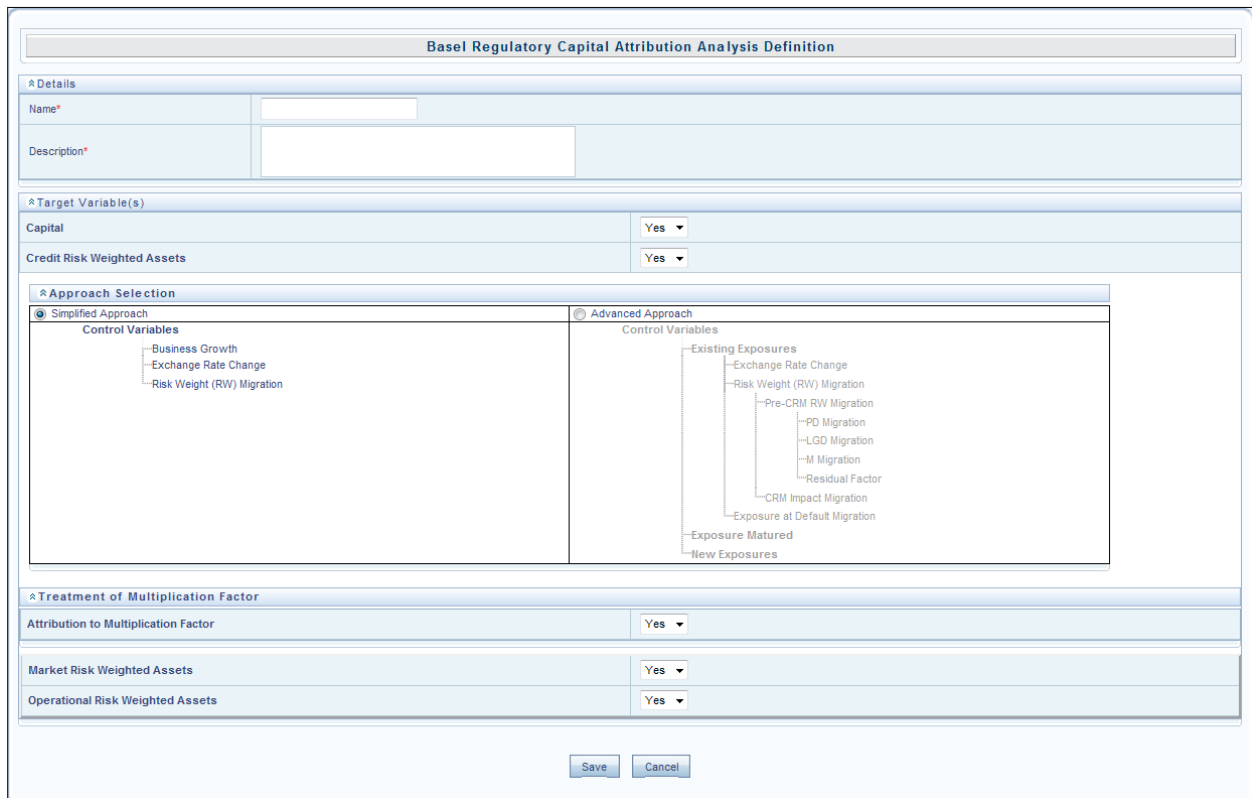 Basel Regulatory Capital Attribution Analysis Definition
Details
Name*
Description*
Target Variable(s)
Capital Yes
Credit Risk Weighted Assets Yes
Approach Selection
Simplified Approach
Control Variables
Business Growth
Exchange Rate Change
Risk Weight (RW) Migration
Advanced Approach
Control Variables
Existing Exposures
Exchange Rate Change
Risk Weight (RW) Migration
Pre-CRM RW Migration
PD Migration
LGD Migration
M Migration
Residual Factor
CRM Impact Migration
Exposure at Default Migration
Exposure Matured
New Exposures
Treatment of Multiplication Factor
Attribution to Multiplication Factor Yes
Market Risk Weighted Assets Yes
Operational Risk Weighted Assets Yes
Save Cancel